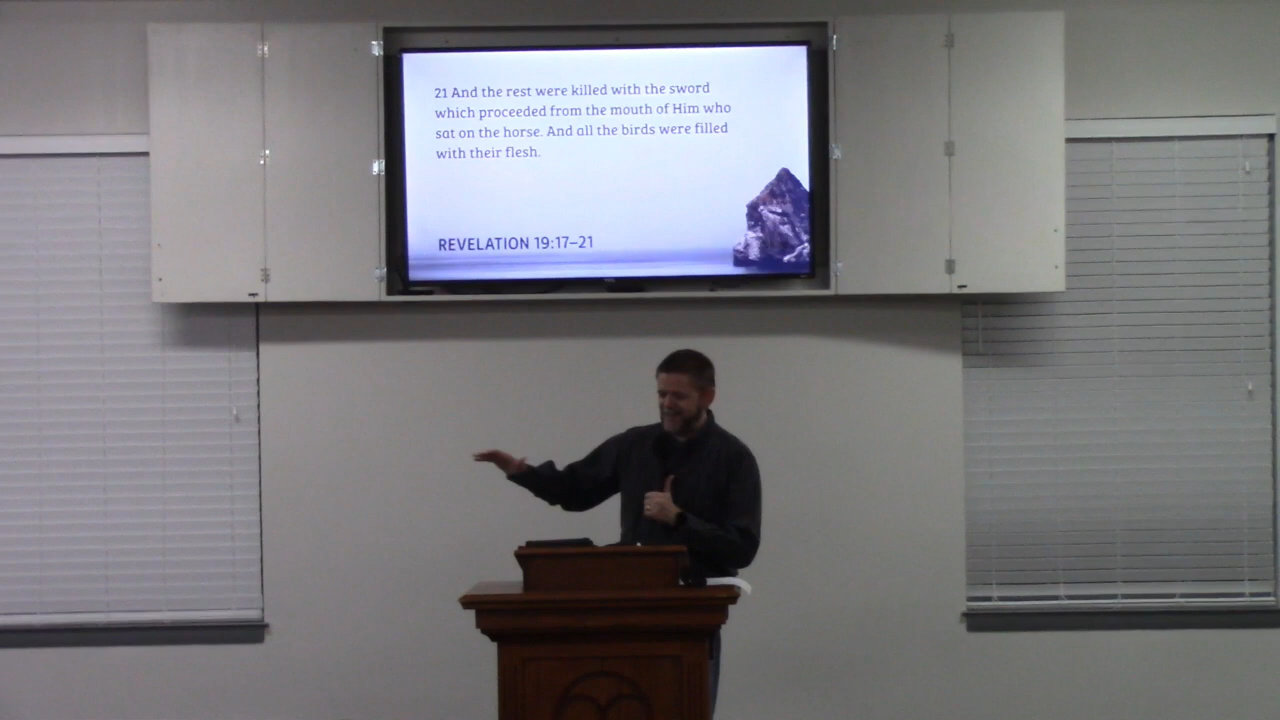 21 And the rest were killed with the sword
which proceeded from the mouth of Him who
sat on the horse. And all the birds were filled
with their flesh.
REVELATION 19:17–21